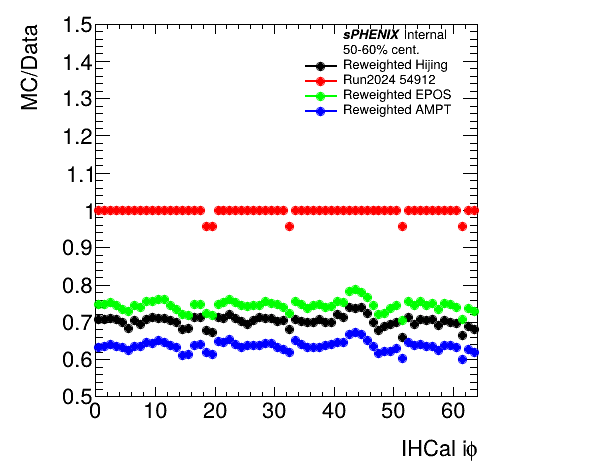 MC/Data
1.5
1.4
1.3
1.2
1.1
1
0.9
0.8
0.7
0.6
0.5
0 10 20 30 40 50 60
IHCal iϕ
sPHENIX Internal
50-60% cent.
Reweighted Hijing
Run2024 54912
Reweighted EPOS
Reweighted AMPT